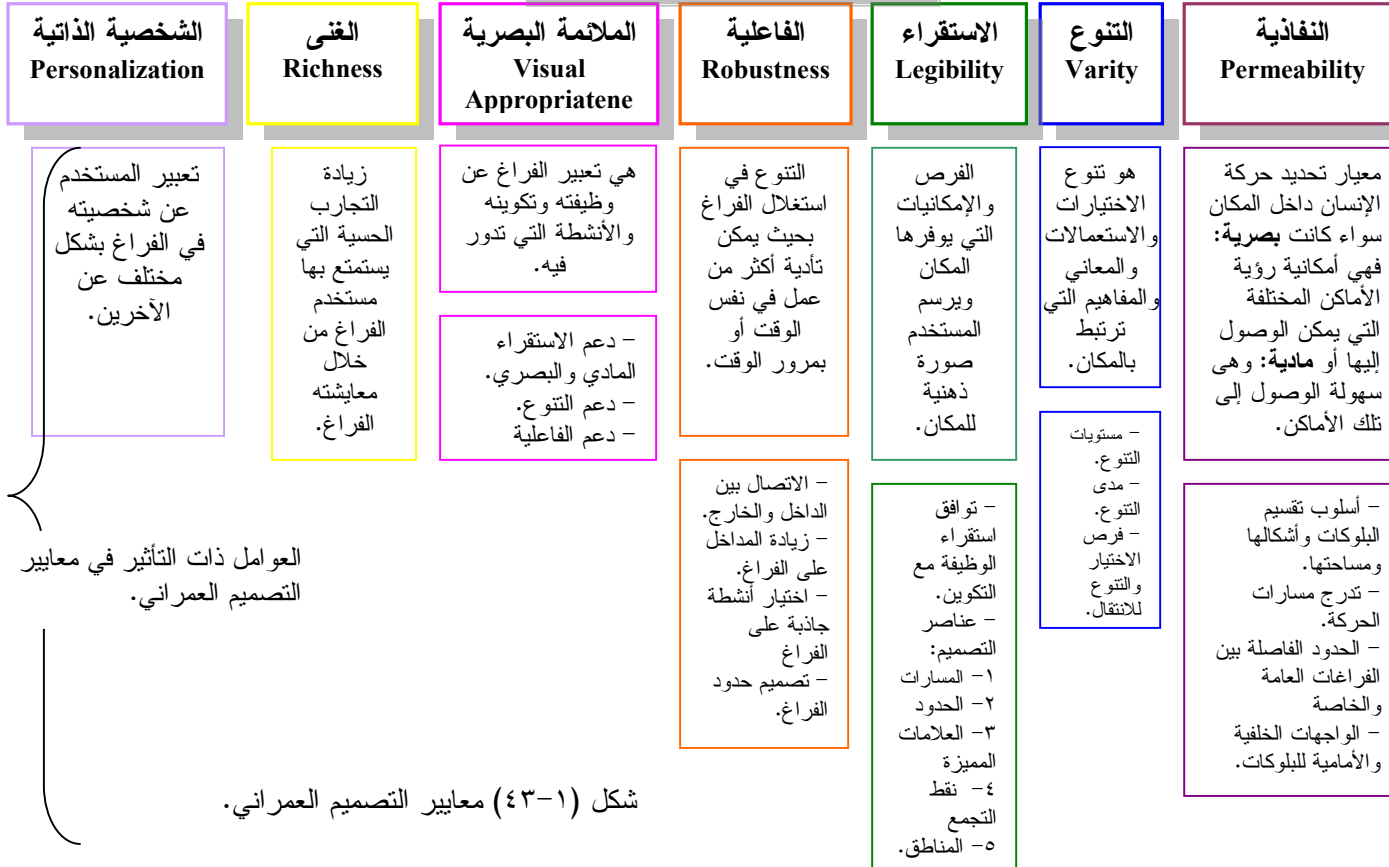 النفاذية
Permeability
معيار تحديد حركة
الإنسان داخل المكان
سواء كانت بصرية:
فهي أمكانية رؤية
الأماكن المختلفة
التي يمكن الوصول
إليها أو مادية: وهى
سهولة الوصول إلى
تلك الأماكن.
- أسلوب تقسيم
البلوكات وأشكالها
ومساحتها.
- تدرج مسارات
الحركة.
- الحدود الفاصلة بين
الفراغات العامة
والخاصة
- الواجهات الخلفية
والأمامية للبلوكات.
التنوع
Varity
هو تنوع
الاختيارات
والاستعمالات
والمعاني
والمفاهيم التي
ترتبط
بالمكان.
- مستويات
التنوع.
- مدى
التنوع.
- فرص
الاختيار
والتنوع
للانتقال.
الاستقراء
Legibility
الفرص
والإمكانيات
التي يوفرها
المكان
ويرسم
المستخدم
صورة
ذهنية
للمكان.
- توافق
استقراء
الوظيفة مع
التكوين.
- عناصر
التصميم:
١- المسارات
٢- الحدود
٣- العلامات
المميزة
٤- نقط
التجمع
٥- المناطق.
الفاعلية
Robustness
التنوع في
استغلال الفراغ
بحيث يمكن
تأدية أكثر من
عمل في نفس
الوقت أو
بمرور الوقت.
- الاتصال بين
الداخل والخارج.
- زيادة المداخل
على الفراغ.
- اختيار أنشطة
جاذبة على
الفراغ
- تصميم حدود
الفراغ.
الملائمة البصرية
Visual
Appropriatene
هي تعبير الفراغ عن
وظيفته وتكوينه
والأنشطة التي تدور
فيه.
- دعم الاستقراء
المادي والبصري.
- دعم التنوع.
- دعم الفاعلية
الغنى
Richness
زيادة
التجارب
الحسية التي
يستمتع بها
مستخدم
الفراغ من
خلال
معايشته
الفراغ.
الشخصية الذاتية
Personalization
تعبير المستخدم
عن شخصيته
في الفراغ بشكل
مختلف عن
الآخرين.
العوامل ذات التأثير في معايير
التصميم العمراني.
شكل (١-٤٣) معايير التصميم العمراني.